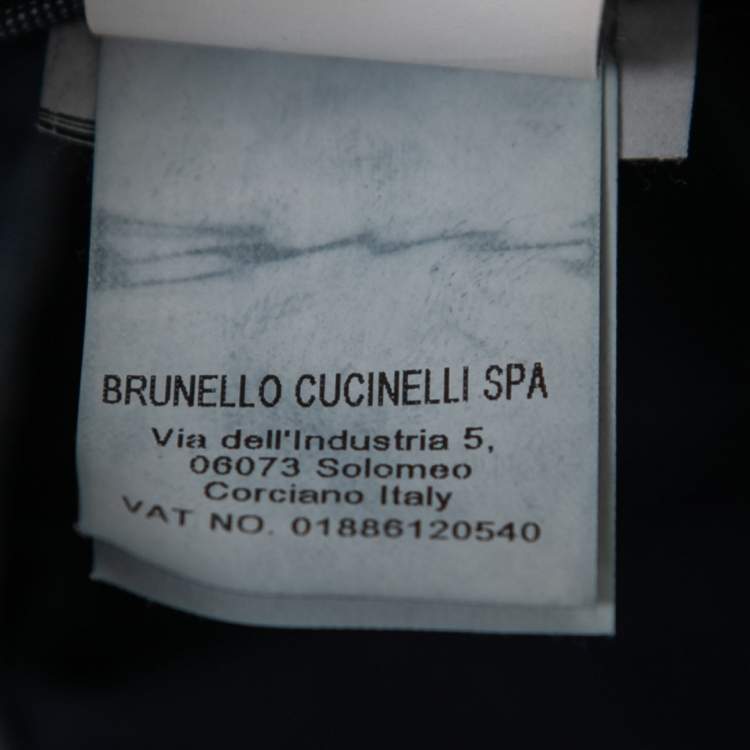 BRUNELLO CUCINELLI SPA
Via dell'Industria 5,
06073 Solomeo
Corciano Italy
VAT NO. 01886120540